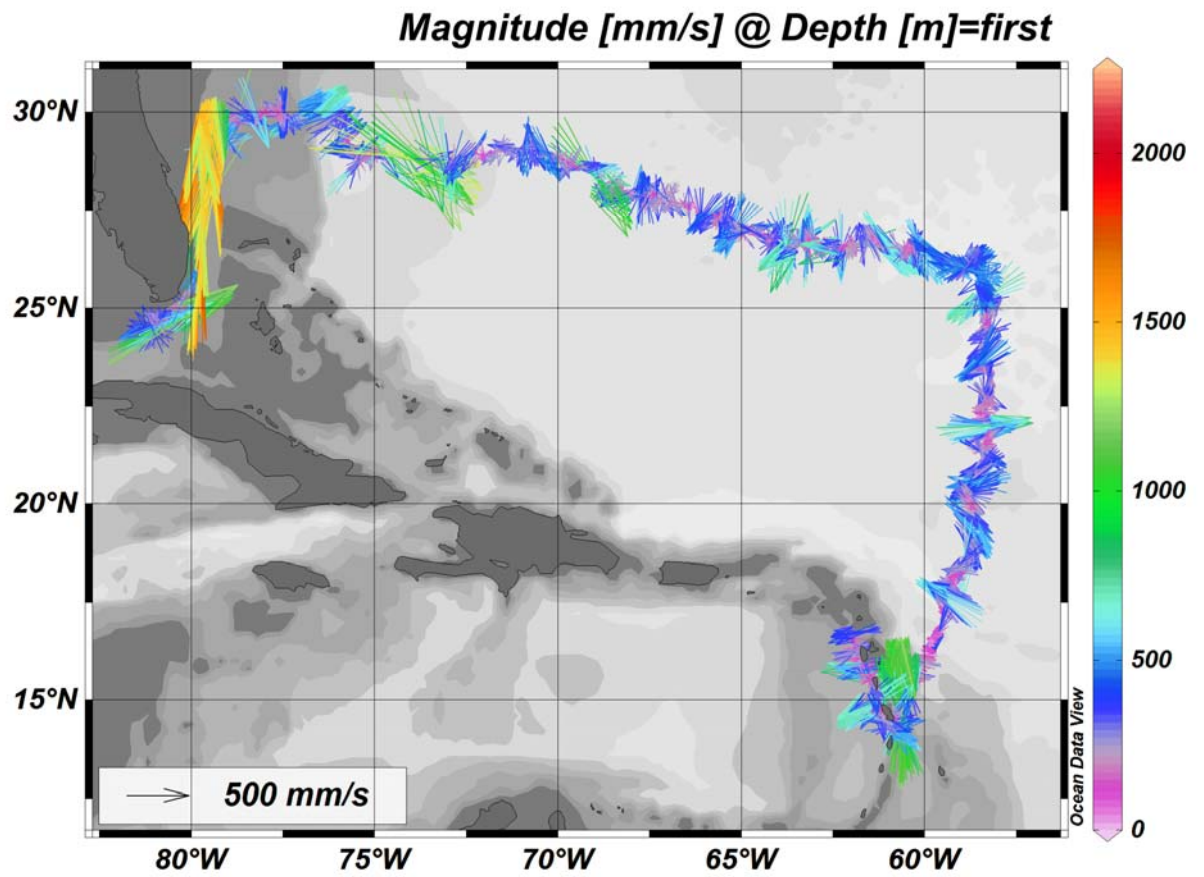 Magnitude [mm/s] @ Depth [m]=first
30°N
25°N
20°N
15°N
80°W
75°W
70°W
65°W
60°W
500 mm/s
Ocean Data View
2000
1500
1000
500
0